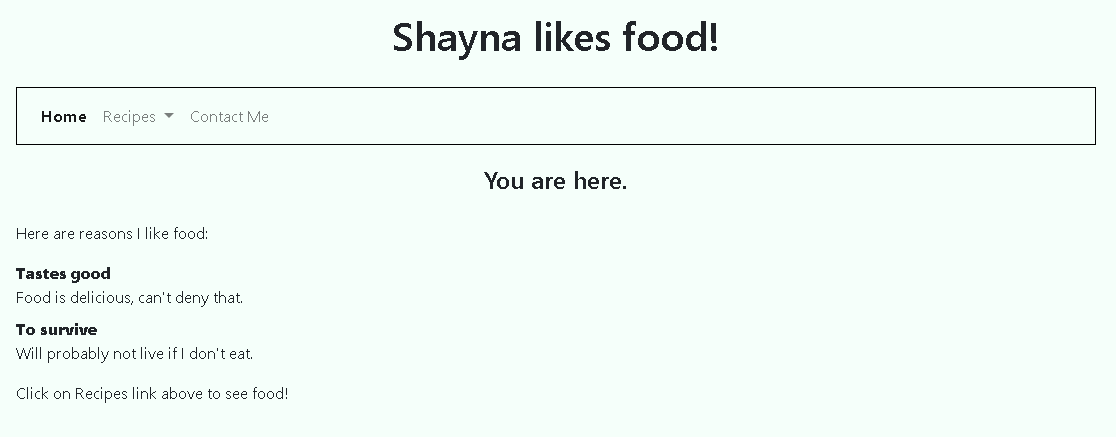 Shayna likes food!
Home Recipes Contact Me
You are here.
Here are reasons I like food:
Tastes good
Food is delicious, can't deny that.
To survive
Will probably not live if I don't eat.
Click on Recipes link above to see food!